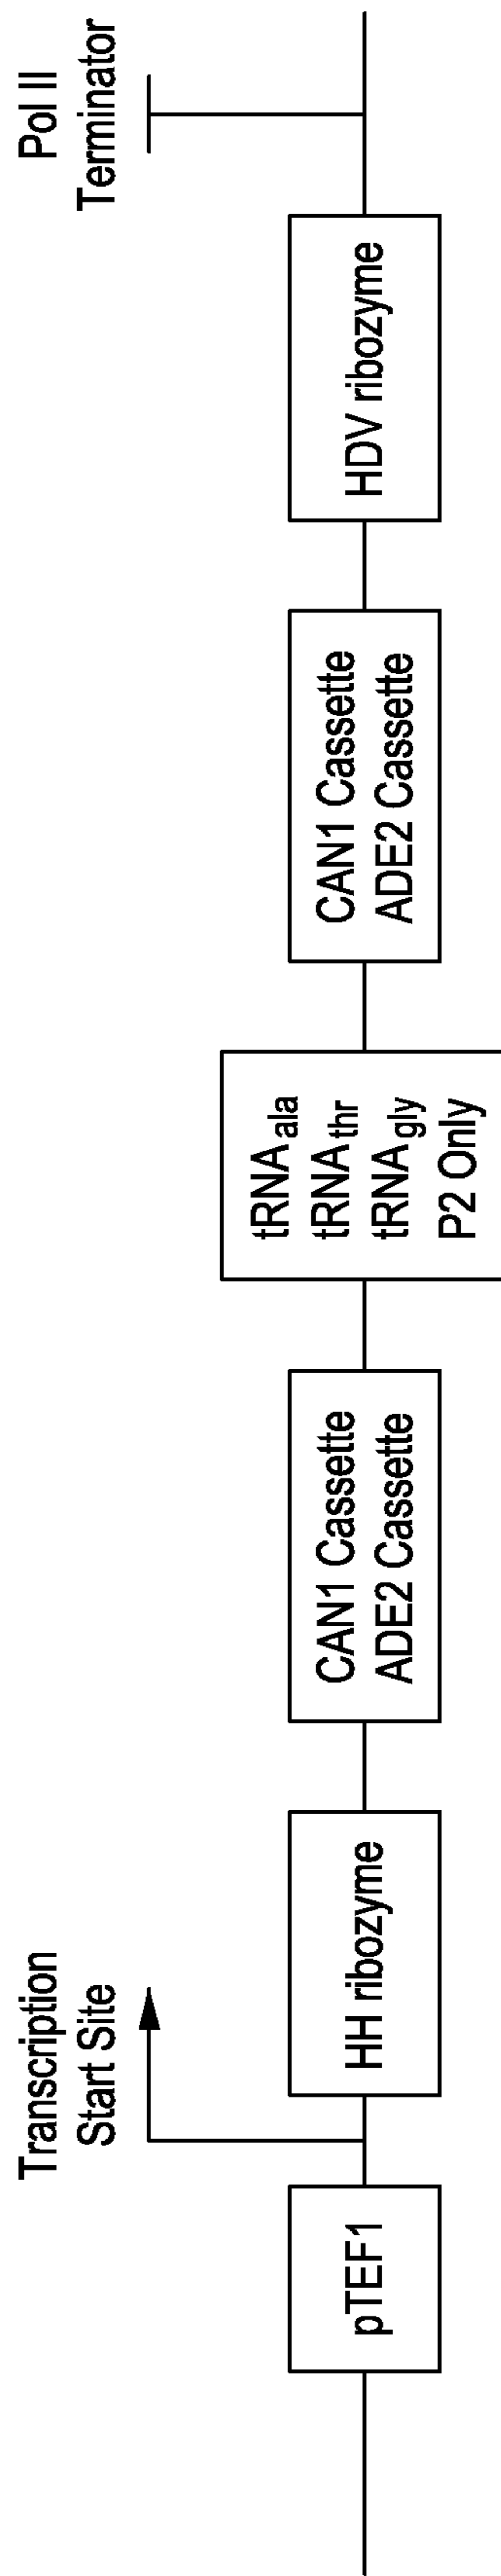 Transcription
Start Site
Pol II
Terminator
pTEF1
HH ribozyme
CAN1 Cassette
ADE2 Cassette
tRNAala
tRNAthr
tRNAgly
P2 Only
CAN1 Cassette
ADE2 Cassette
HDV ribozyme